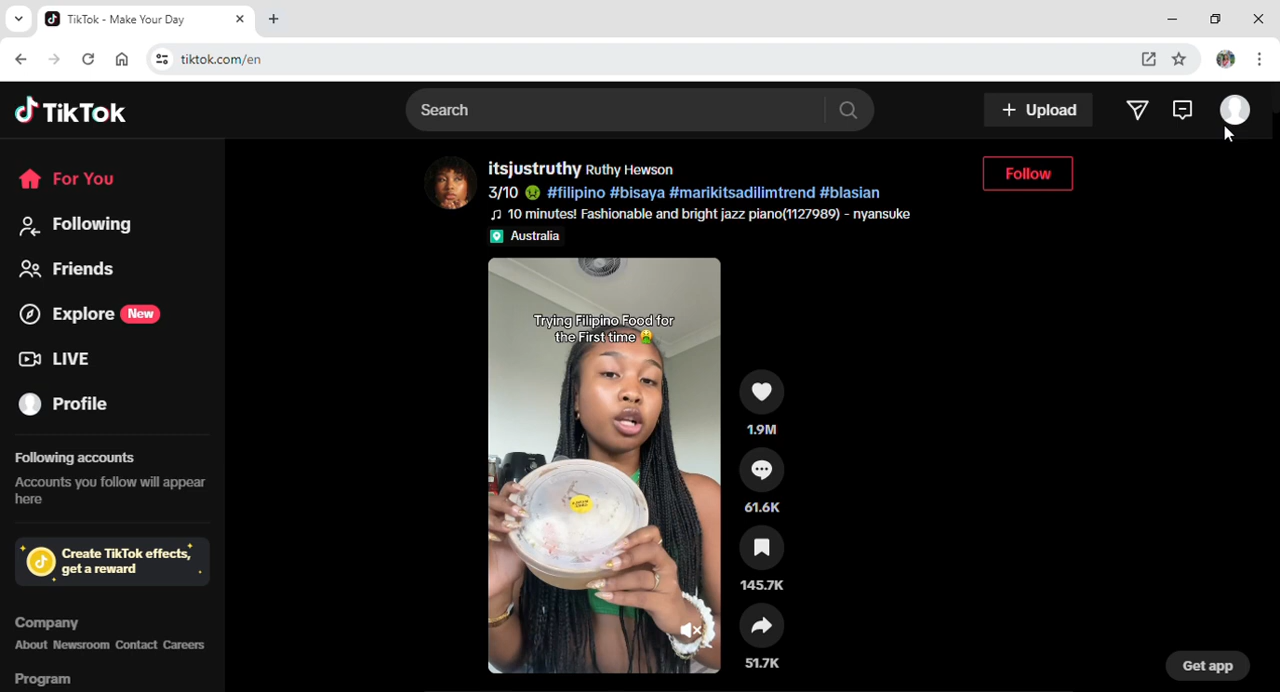 TikTok - Make Your Day
tiktok.com/en
TikTok
Search
Upload
For You
Following
Friends
Explore New
LIVE
Profile
Following accounts
Accounts you follow will appear
here
Create TikTok effects,
get a reward
Company
About Newsroom Contact Careers
Program
itsjustruthy Ruthy Hewson
3/10 🤢 #filipino #bisaya #marikitsadilimtrend #blasian
♫ 10 minutes! Fashionable and bright jazz piano(1127989) - nyansuke
Australia
Follow
Trying Filipino Food for
the First time 🤮
1.9M
61.6K
145.7K
51.7K
Get app